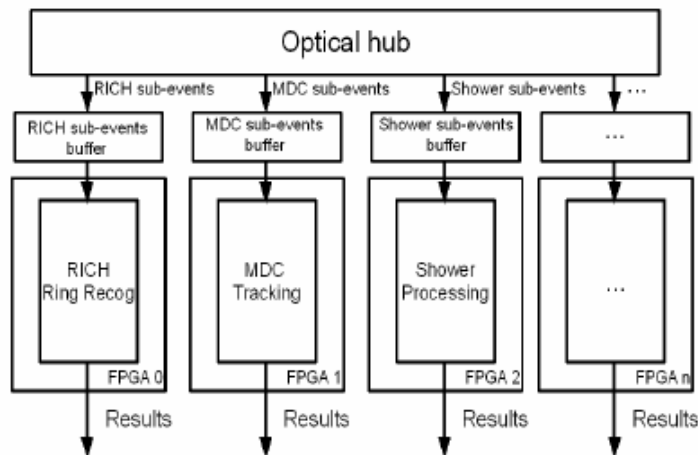 Optical hub
RICH sub-events
MDC sub-events
Shower sub-events
...
RICH sub-events
buffer
MDC sub-events
buffer
Shower sub-events
buffer
...
RICH
Ring Recog
MDC
Tracking
Shower
Processing
...
FPGA 0
FPGA 1
FPGA 2
FPGA n
Results
Results
Results
Results